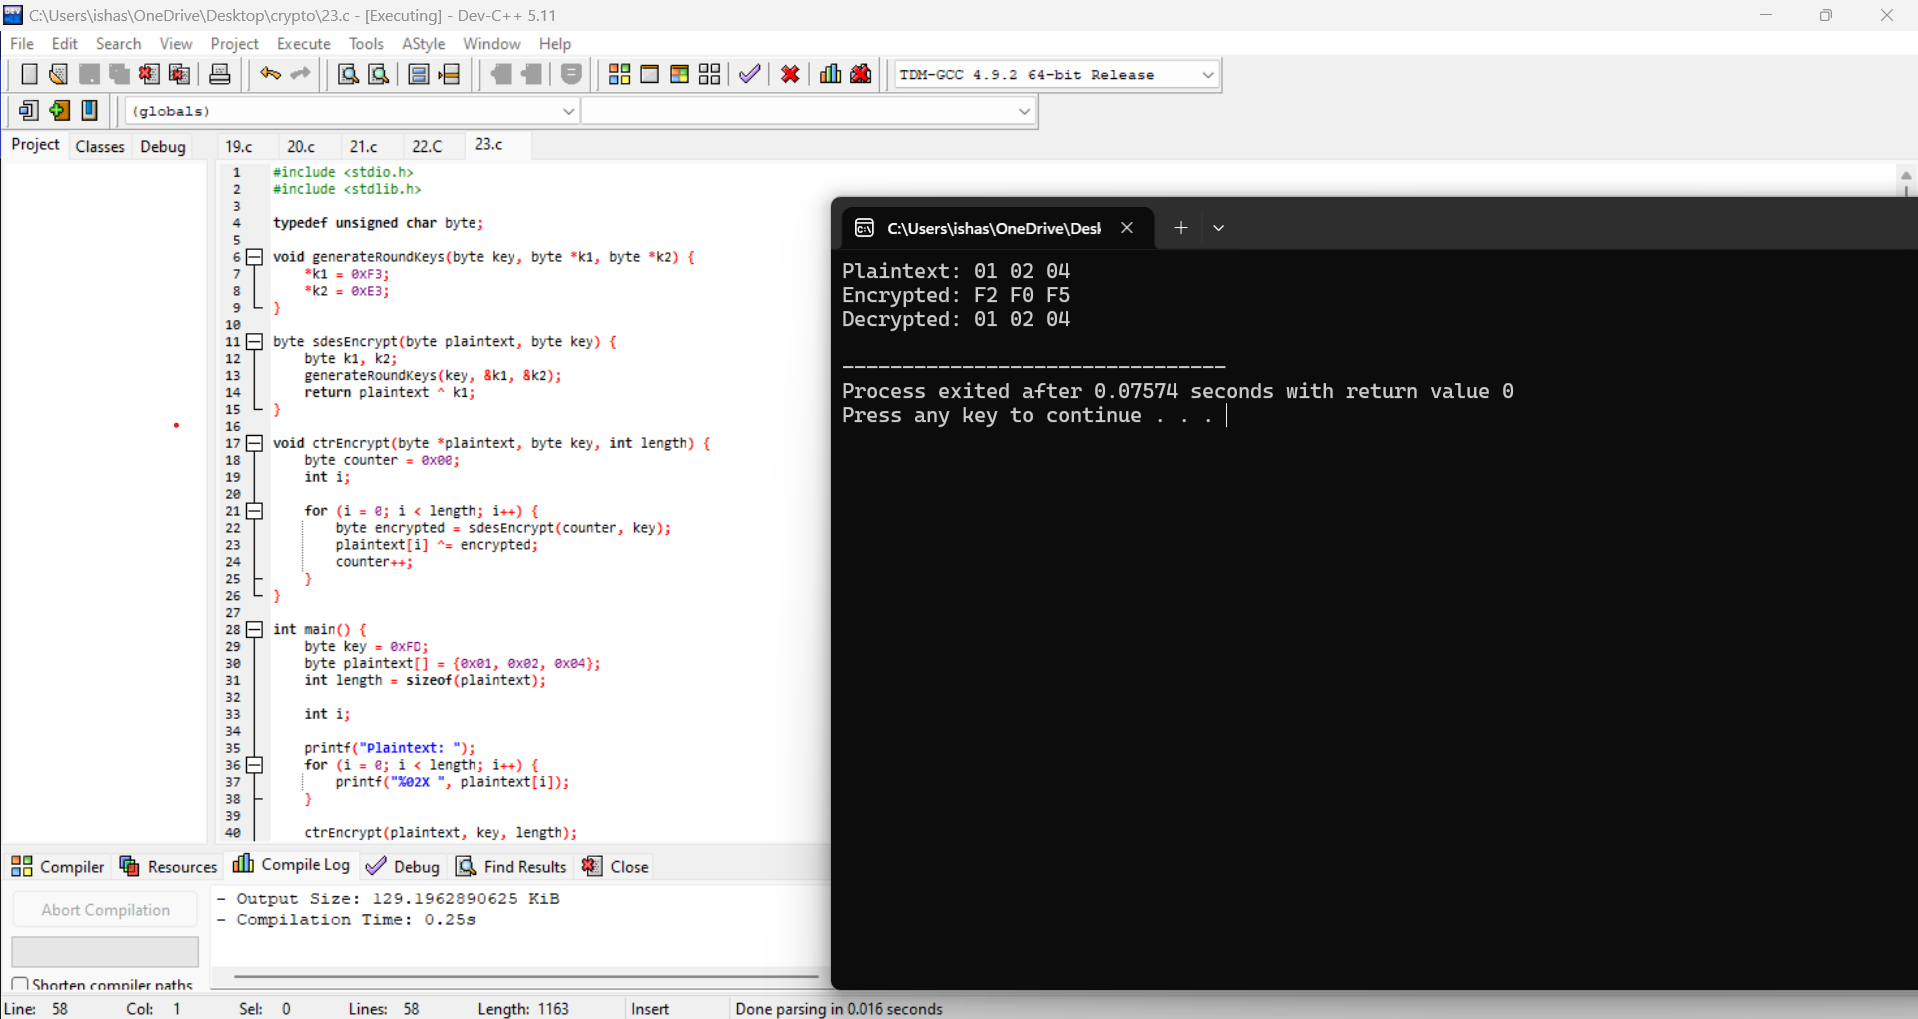 C:\Users\ishas\OneDrive\Desktop\crypto\23.c - [Executing] - Dev-C++ 5.11
File Edit Search View Project Execute Tools AStyle Window Help
TDM-GCC 4.9.2 64-bit Release
(globals)
Project Classes Debug 19.c 20.c 21.c 22.C 23.c
1 #include <stdio.h>
2 #include <stdlib.h>
3
4 typedef unsigned char byte;
5
6 void generateRoundKeys(byte key, byte *k1, byte *k2) {
7 *k1 = 0xF3;
8 *k2 = 0xE3;
9 }
10
11 byte sdesEncrypt(byte plaintext, byte key) {
12 byte k1, k2;
13 generateRoundKeys(key, &k1, &k2);
14 return plaintext ^ k1;
15 }
16
17 void ctrEncrypt(byte *plaintext, byte key, int length) {
18 byte counter = 0x00;
19 int i;
20
21 for (i = 0; i < length; i++) {
22 byte encrypted = sdesEncrypt(counter, key);
23 plaintext[i] ^= encrypted;
24 counter++;
25 }
26 }
27
28 int main() {
29 byte key = 0xFD;
30 byte plaintext[] = {0x01, 0x02, 0x04};
31 int length = sizeof(plaintext);
32
33 int i;
34
35 printf("Plaintext: ");
36 for (i = 0; i < length; i++) {
37 printf("%02X ", plaintext[i]);
38 }
39
40 ctrEncrypt(plaintext, key, length);
C:\Users\ishas\OneDrive\Desl
Plaintext: 01 02 04
Encrypted: F2 F0 F5
Decrypted: 01 02 04
--------------------------------
Process exited after 0.07574 seconds with return value 0
Press any key to continue . . .
Compiler Resources Compile Log Debug Find Results Close
Abort Compilation
- Output Size: 129.1962890625 KiB
- Compilation Time: 0.25s
Shorten compiler paths
Line: 58 Col: 1 Sel: 0 Lines: 58 Length: 1163 Insert Done parsing in 0.016 seconds